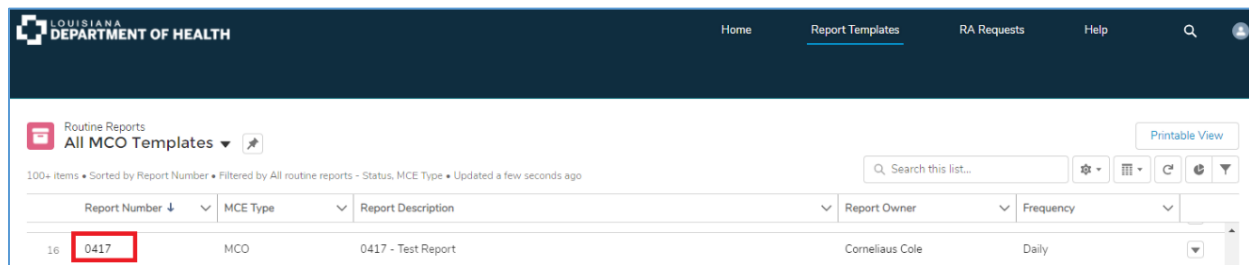 LOUISIANA
DEPARTMENT OF HEALTH
Home Report Templates RA Requests Help
Routine Reports
All MCO Templates
Printable View
100+ items • Sorted by Report Number • Filtered by All routine reports - Status, MCE Type • Updated a few seconds ago
Search this list...
Report Number ↓ MCE Type Report Description Report Owner Frequency
16 0417 MCO 0417 - Test Report Corneliaus Cole Daily